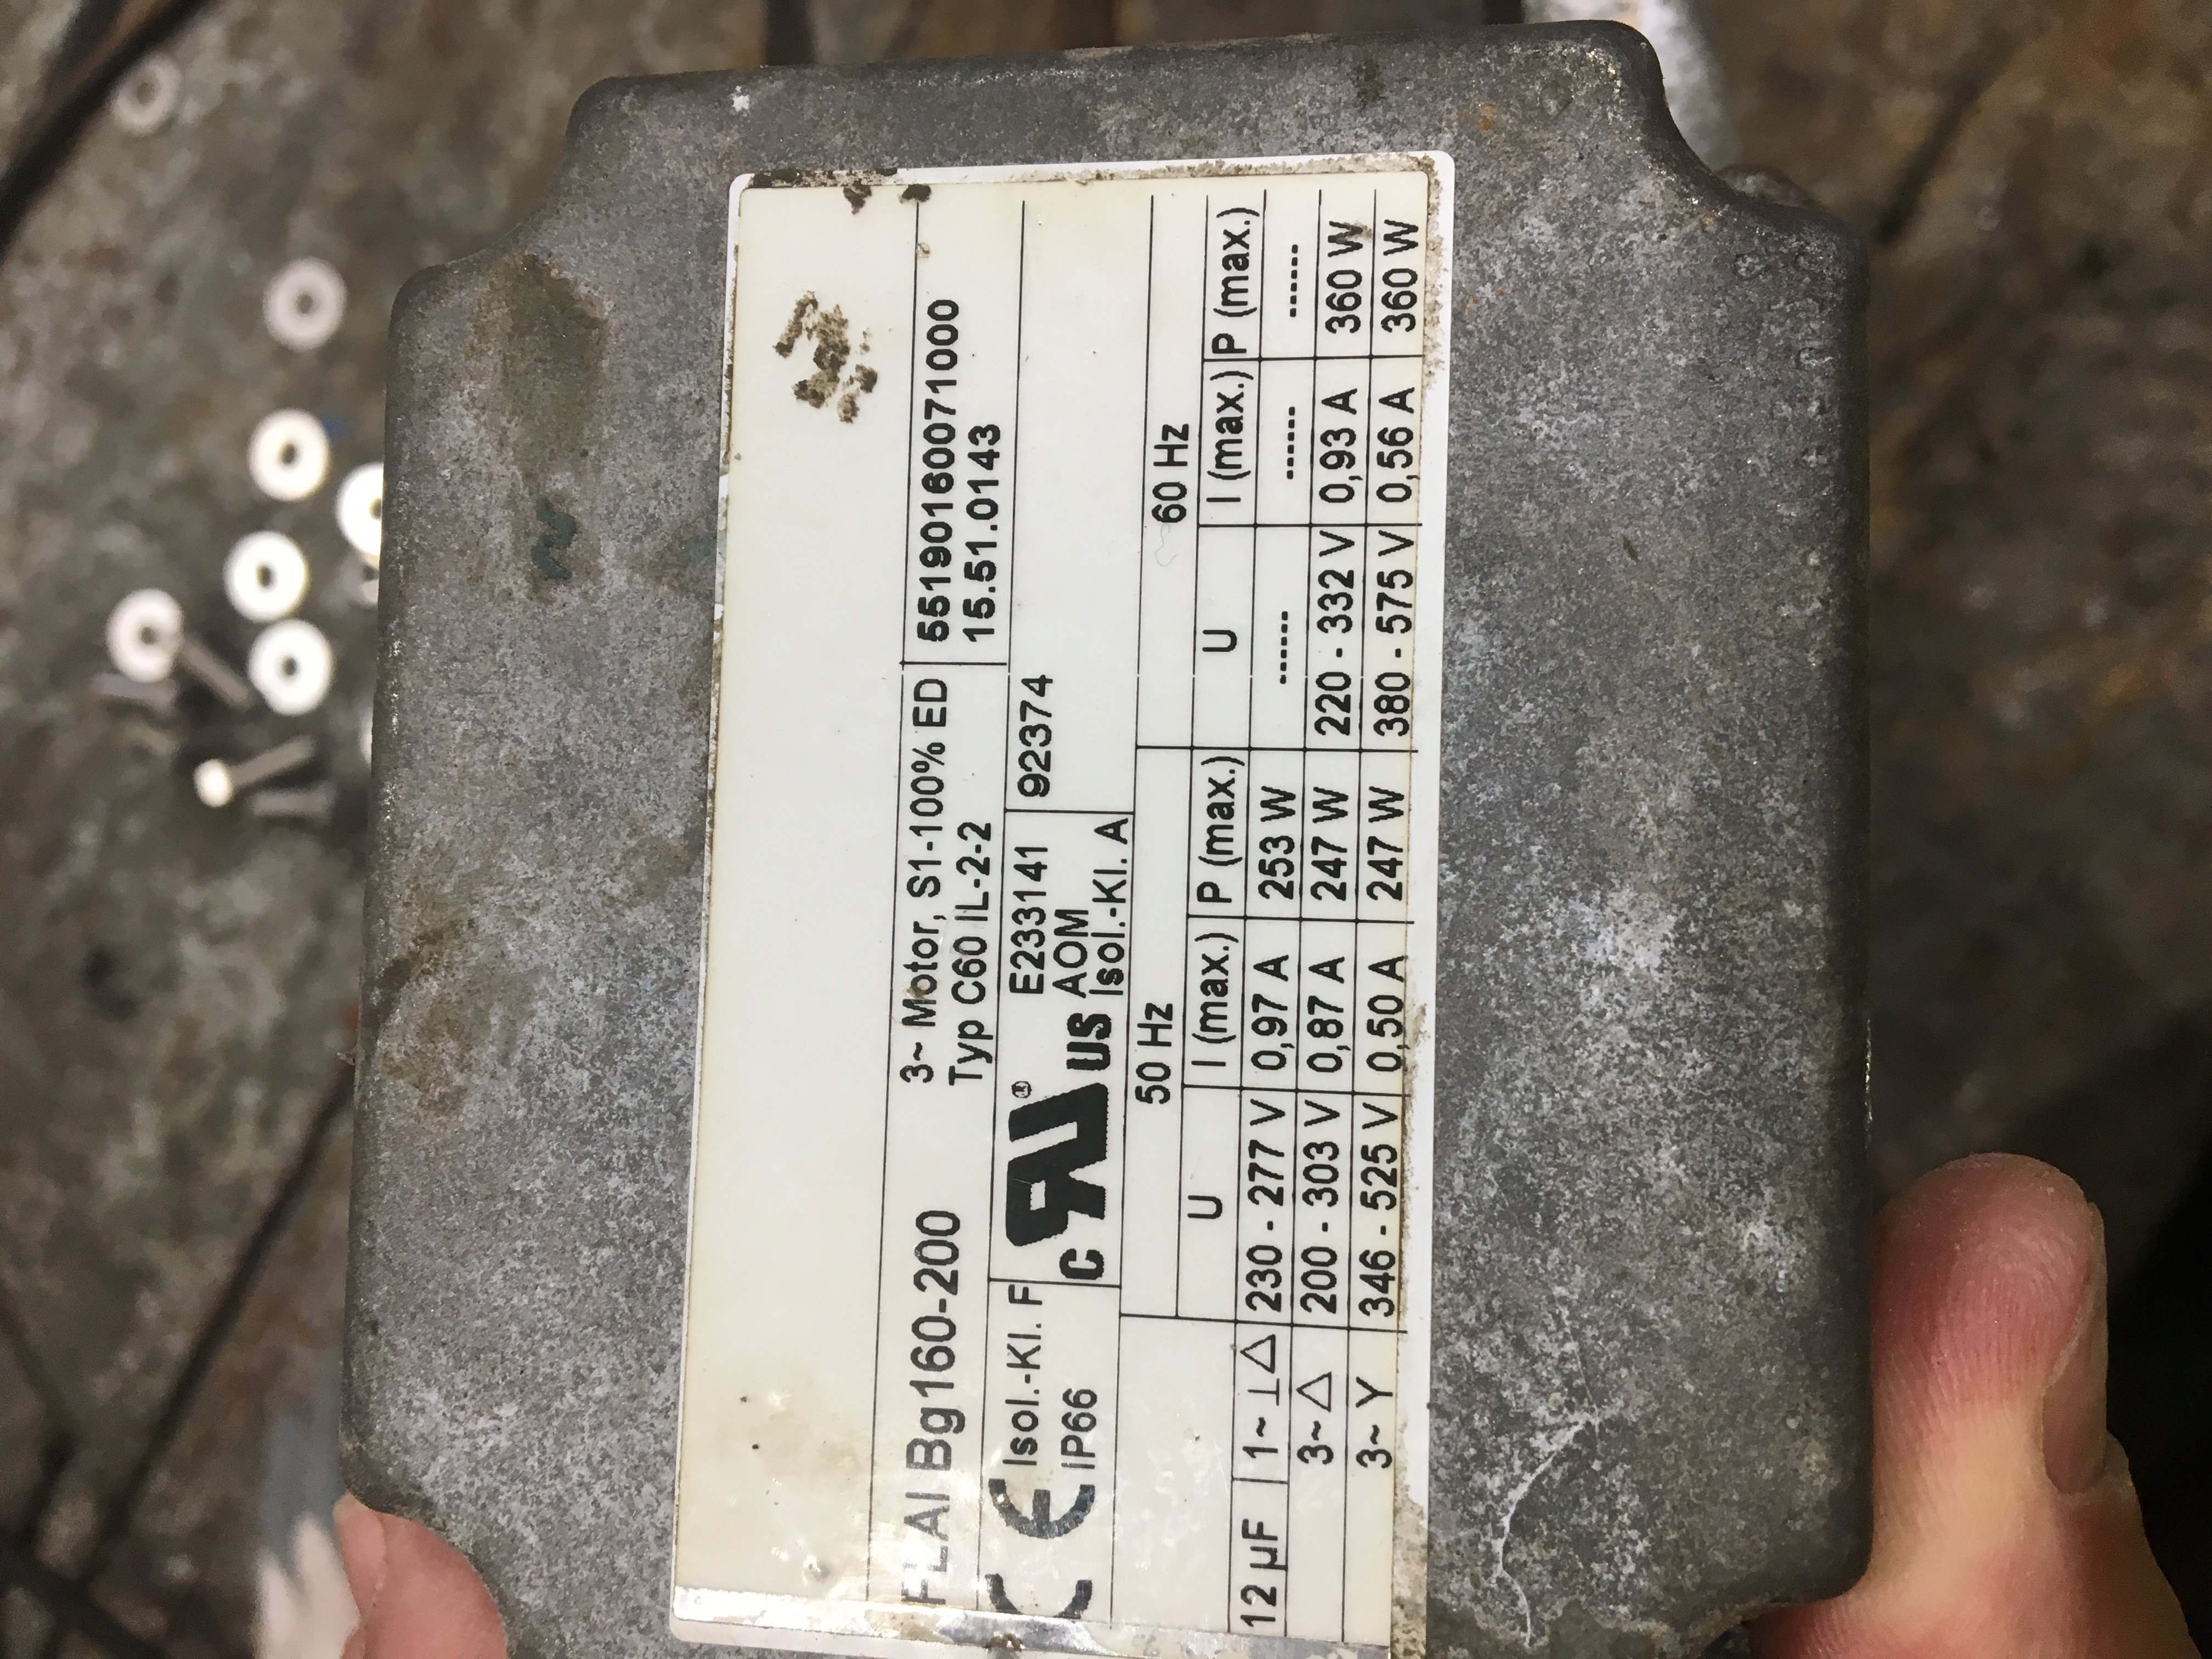 FLAI Bg160-200
3~ Motor, S1-100% ED
Typ C60 IL-2-2
55190160071000
15.51.0143
CE Isol.-Kl. F
IP66
c RU ® US E233141
AOM
Isol.-Kl. A
92374
50 Hz 60 Hz
U I (max.) P (max.) U I (max.) P (max.)
12 µF 1~ ⊥△ 230 - 277 V 0,97 A 253 W ------ ------ ------
3~ △ 200 - 303 V 0,87 A 247 W 220 - 332 V 0,93 A 360 W
3~ Y 346 - 525 V 0,50 A 247 W 380 - 575 V 0,56 A 360 W